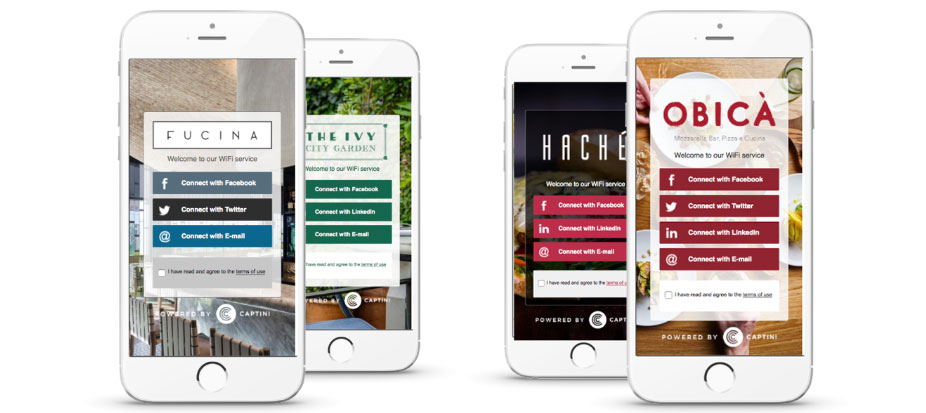 FUCINA
Welcome to our WiFi service
f Connect with Facebook
Connect with Twitter
@ Connect with E-mail
I have read and agree to the terms of use
POWERED BY CAPTINI
THE IVY
CITY GARDEN
Welcome to our WiFi service
Connect with Facebook
Connect with LinkedIn
Connect with E-mail
I have read and agree to the terms of use
CAPTINI
HACHÉ
Welcome to our WiFi service
f Connect with Facebook
in Connect with LinkedIn
@ Connect with E-mail
I have read and agree to the terms of
POWERED BY
OBICÀ
Mozzarella Bar, Pizza e Cucina
Welcome to our WiFi service
f Connect with Facebook
Connect with Twitter
in Connect with LinkedIn
@ Connect with E-mail
I have read and agree to the terms of use
POWERED BY CAPTINI